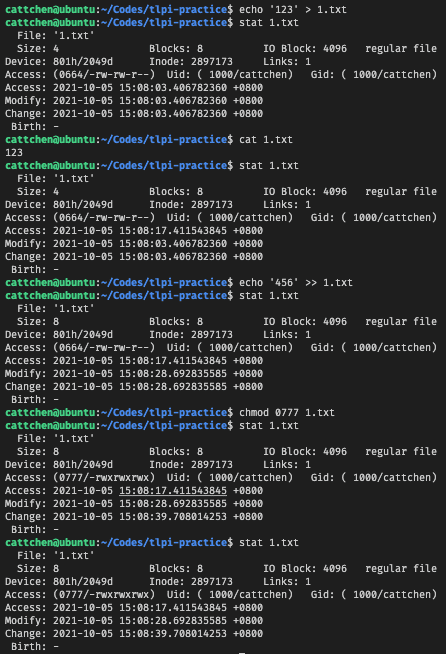 cattchen@ubuntu:~/Codes/tlpi-practice$ echo '123' > 1.txt
cattchen@ubuntu:~/Codes/tlpi-practice$ stat 1.txt
  File: '1.txt'
  Size: 4               Blocks: 8          IO Block: 4096   regular file
Device: 801h/2049d      Inode: 2897173     Links: 1
Access: (0664/-rw-rw-r--)  Uid: ( 1000/cattchen)   Gid: ( 1000/cattchen)
Access: 2021-10-05 15:08:03.406782360 +0800
Modify: 2021-10-05 15:08:03.406782360 +0800
Change: 2021-10-05 15:08:03.406782360 +0800
 Birth: -
cattchen@ubuntu:~/Codes/tlpi-practice$ cat 1.txt
123
cattchen@ubuntu:~/Codes/tlpi-practice$ stat 1.txt
  File: '1.txt'
  Size: 4               Blocks: 8          IO Block: 4096   regular file
Device: 801h/2049d      Inode: 2897173     Links: 1
Access: (0664/-rw-rw-r--)  Uid: ( 1000/cattchen)   Gid: ( 1000/cattchen)
Access: 2021-10-05 15:08:17.411543845 +0800
Modify: 2021-10-05 15:08:03.406782360 +0800
Change: 2021-10-05 15:08:03.406782360 +0800
 Birth: -
cattchen@ubuntu:~/Codes/tlpi-practice$ echo '456' >> 1.txt
cattchen@ubuntu:~/Codes/tlpi-practice$ stat 1.txt
  File: '1.txt'
  Size: 8               Blocks: 8          IO Block: 4096   regular file
Device: 801h/2049d      Inode: 2897173     Links: 1
Access: (0664/-rw-rw-r--)  Uid: ( 1000/cattchen)   Gid: ( 1000/cattchen)
Access: 2021-10-05 15:08:17.411543845 +0800
Modify: 2021-10-05 15:08:28.692835585 +0800
Change: 2021-10-05 15:08:28.692835585 +0800
 Birth: -
cattchen@ubuntu:~/Codes/tlpi-practice$ chmod 0777 1.txt
cattchen@ubuntu:~/Codes/tlpi-practice$ stat 1.txt
  File: '1.txt'
  Size: 8               Blocks: 8          IO Block: 4096   regular file
Device: 801h/2049d      Inode: 2897173     Links: 1
Access: (0777/-rwxrwxrwx)  Uid: ( 1000/cattchen)   Gid: ( 1000/cattchen)
Access: 2021-10-05 15:08:17.411543845 +0800
Modify: 2021-10-05 15:08:28.692835585 +0800
Change: 2021-10-05 15:08:39.708014253 +0800
 Birth: -
cattchen@ubuntu:~/Codes/tlpi-practice$ stat 1.txt
  File: '1.txt'
  Size: 8               Blocks: 8          IO Block: 4096   regular file
Device: 801h/2049d      Inode: 2897173     Links: 1
Access: (0777/-rwxrwxrwx)  Uid: ( 1000/cattchen)   Gid: ( 1000/cattchen)
Access: 2021-10-05 15:08:17.411543845 +0800
Modify: 2021-10-05 15:08:28.692835585 +0800
Change: 2021-10-05 15:08:39.708014253 +0800
 Birth: -